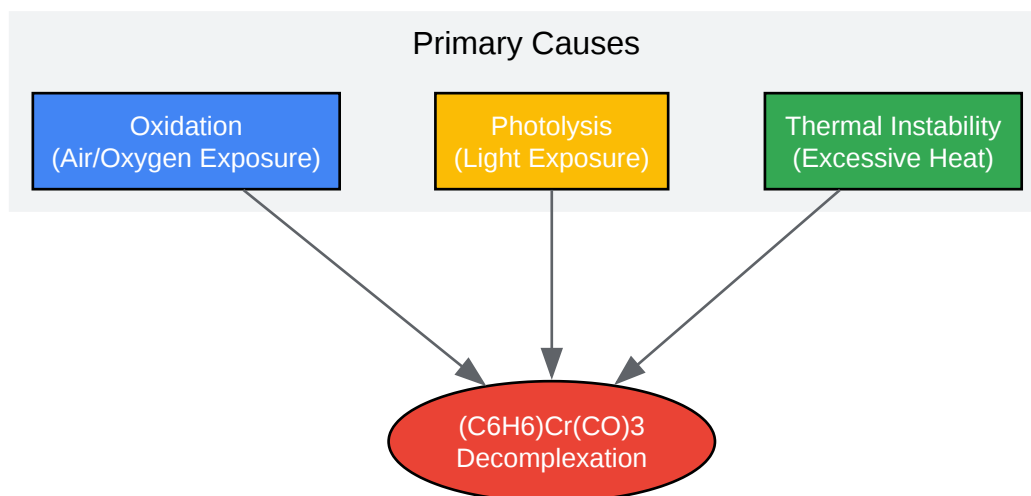 Primary Causes
Oxidation
(Air/Oxygen Exposure)
Photolysis
(Light Exposure)
Thermal Instability
(Excessive Heat)
(C6H6)Cr(CO)3
Decomplexation